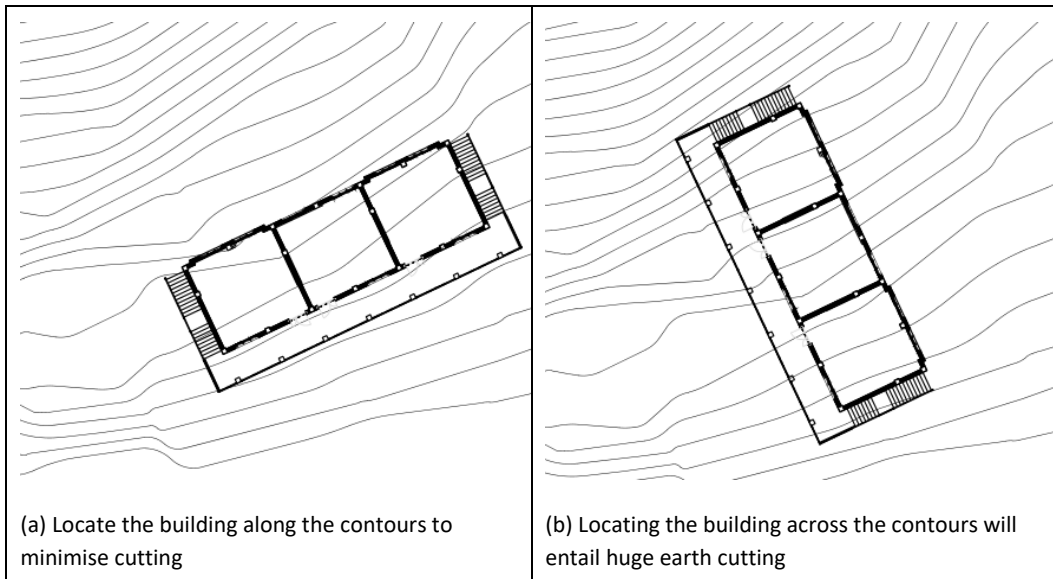 (a) Locate the building along the contours to
minimise cutting
(b) Locating the building across the contours will
entail huge earth cutting